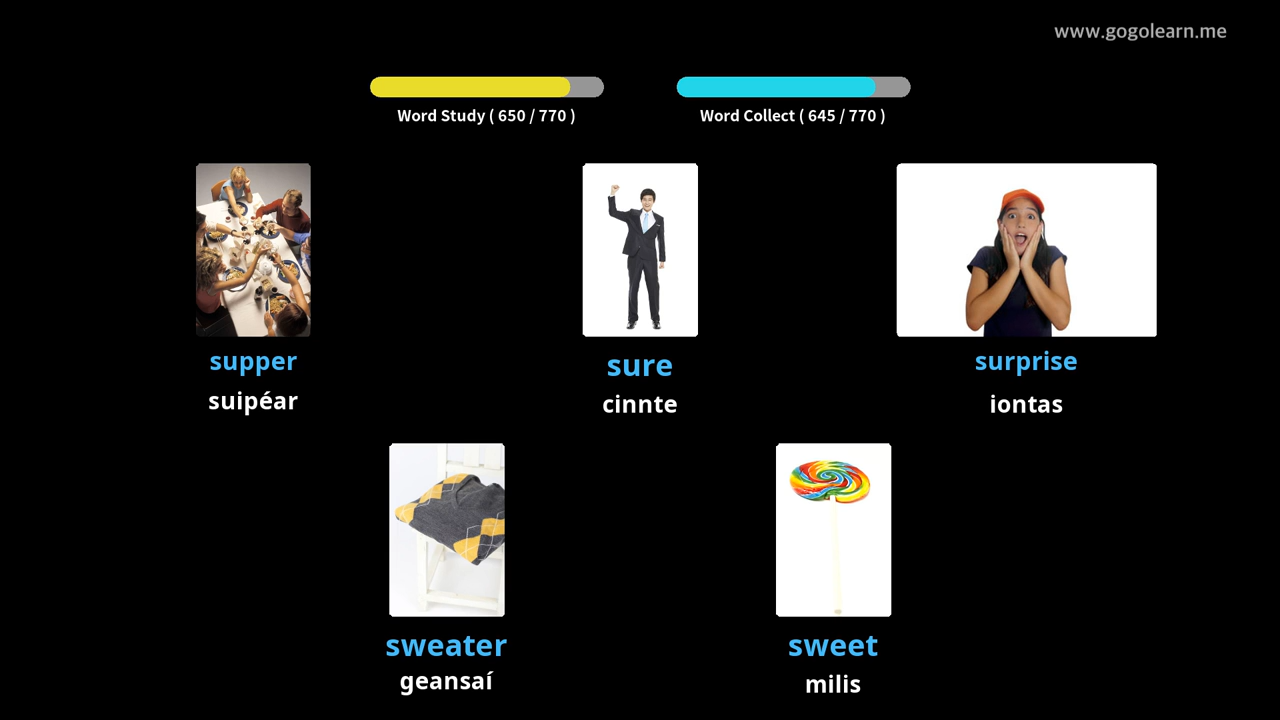 www.gogolearn.me
Word Study ( 650 / 770 )
Word Collect ( 645 / 770 )
supper
suipéar
sure
cinnte
surprise
iontas
sweater
geansaí
sweet
milis